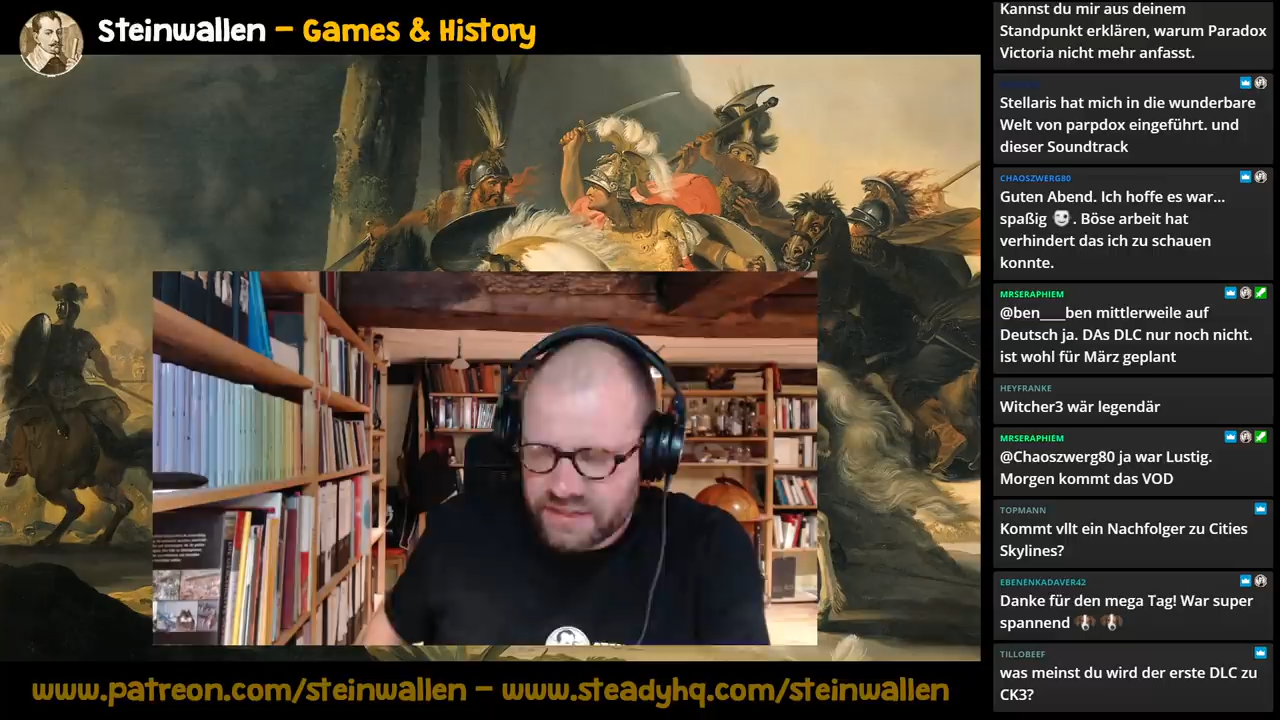 Steinwallen – Games & History
Kannst du mir aus deinem
Standpunkt erklären, warum Paradox
Victoria nicht mehr anfasst.
Stellaris hat mich in die wunderbare
Welt von parpdox eingeführt. und
dieser Soundtrack
CHAOSZWERG80
Guten Abend. Ich hoffe es war...
spaßig . Böse arbeit hat
verhindert das ich zu schauen
konnte.
MRSERAPHIEM
@ben___ben mittlerweile auf
Deutsch ja. DAs DLC nur noch nicht.
ist wohl für März geplant
HEYFRANKE
Witcher3 wär legendär
MRSERAPHIEM
@Chaoszwerg80 ja war Lustig.
Morgen kommt das VOD
TOPMANN
Kommt vllt ein Nachfolger zu Cities
Skylines?
EBENENKADAVER42
Danke für den mega Tag! War super
spannend
TILLOBEEF
was meinst du wird der erste DLC zu
CK3?
www.patreon.com/steinwallen – www.steadyhq.com/steinwallen